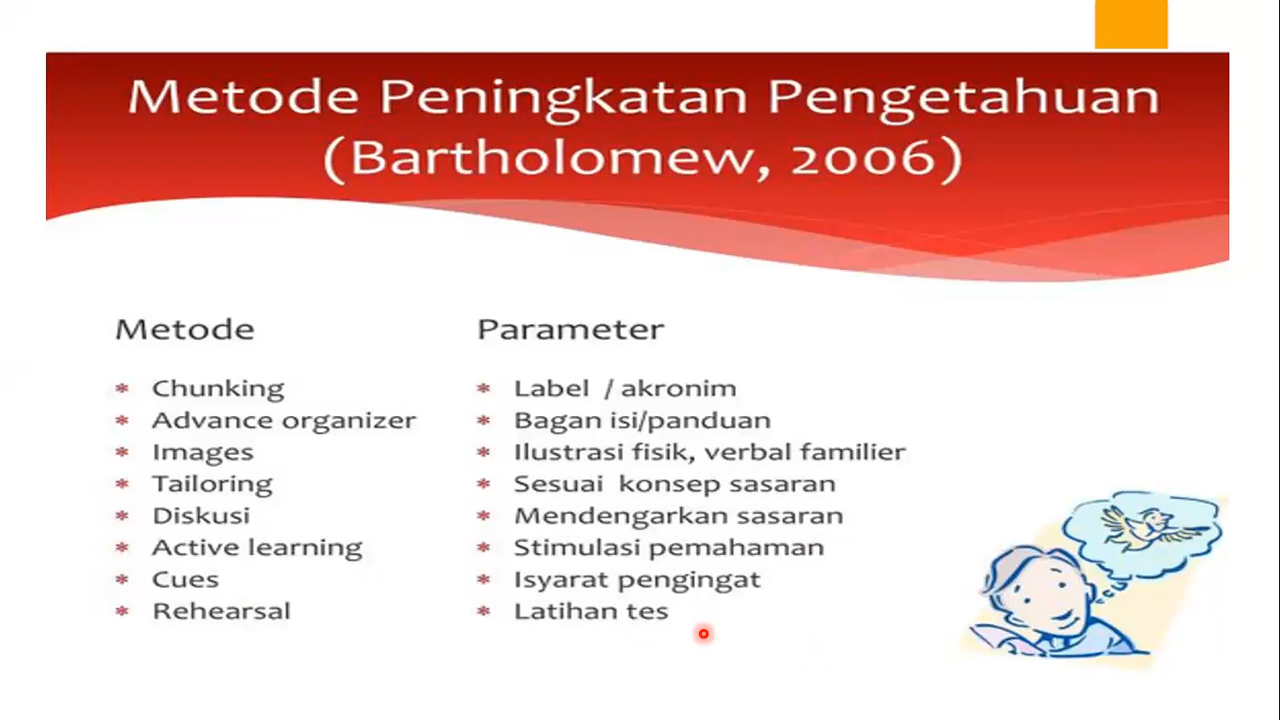 Metode Peningkatan Pengetahuan
(Bartholomew, 2006)
Metode
* Chunking
* Advance organizer
* Images
* Tailoring
* Diskusi
* Active learning
* Cues
* Rehearsal
Parameter
* Label / akronim
* Bagan isi/panduan
* Ilustrasi fisik, verbal familier
* Sesuai konsep sasaran
* Mendengarkan sasaran
* Stimulasi pemahaman
* Isyarat pengingat
* Latihan tes